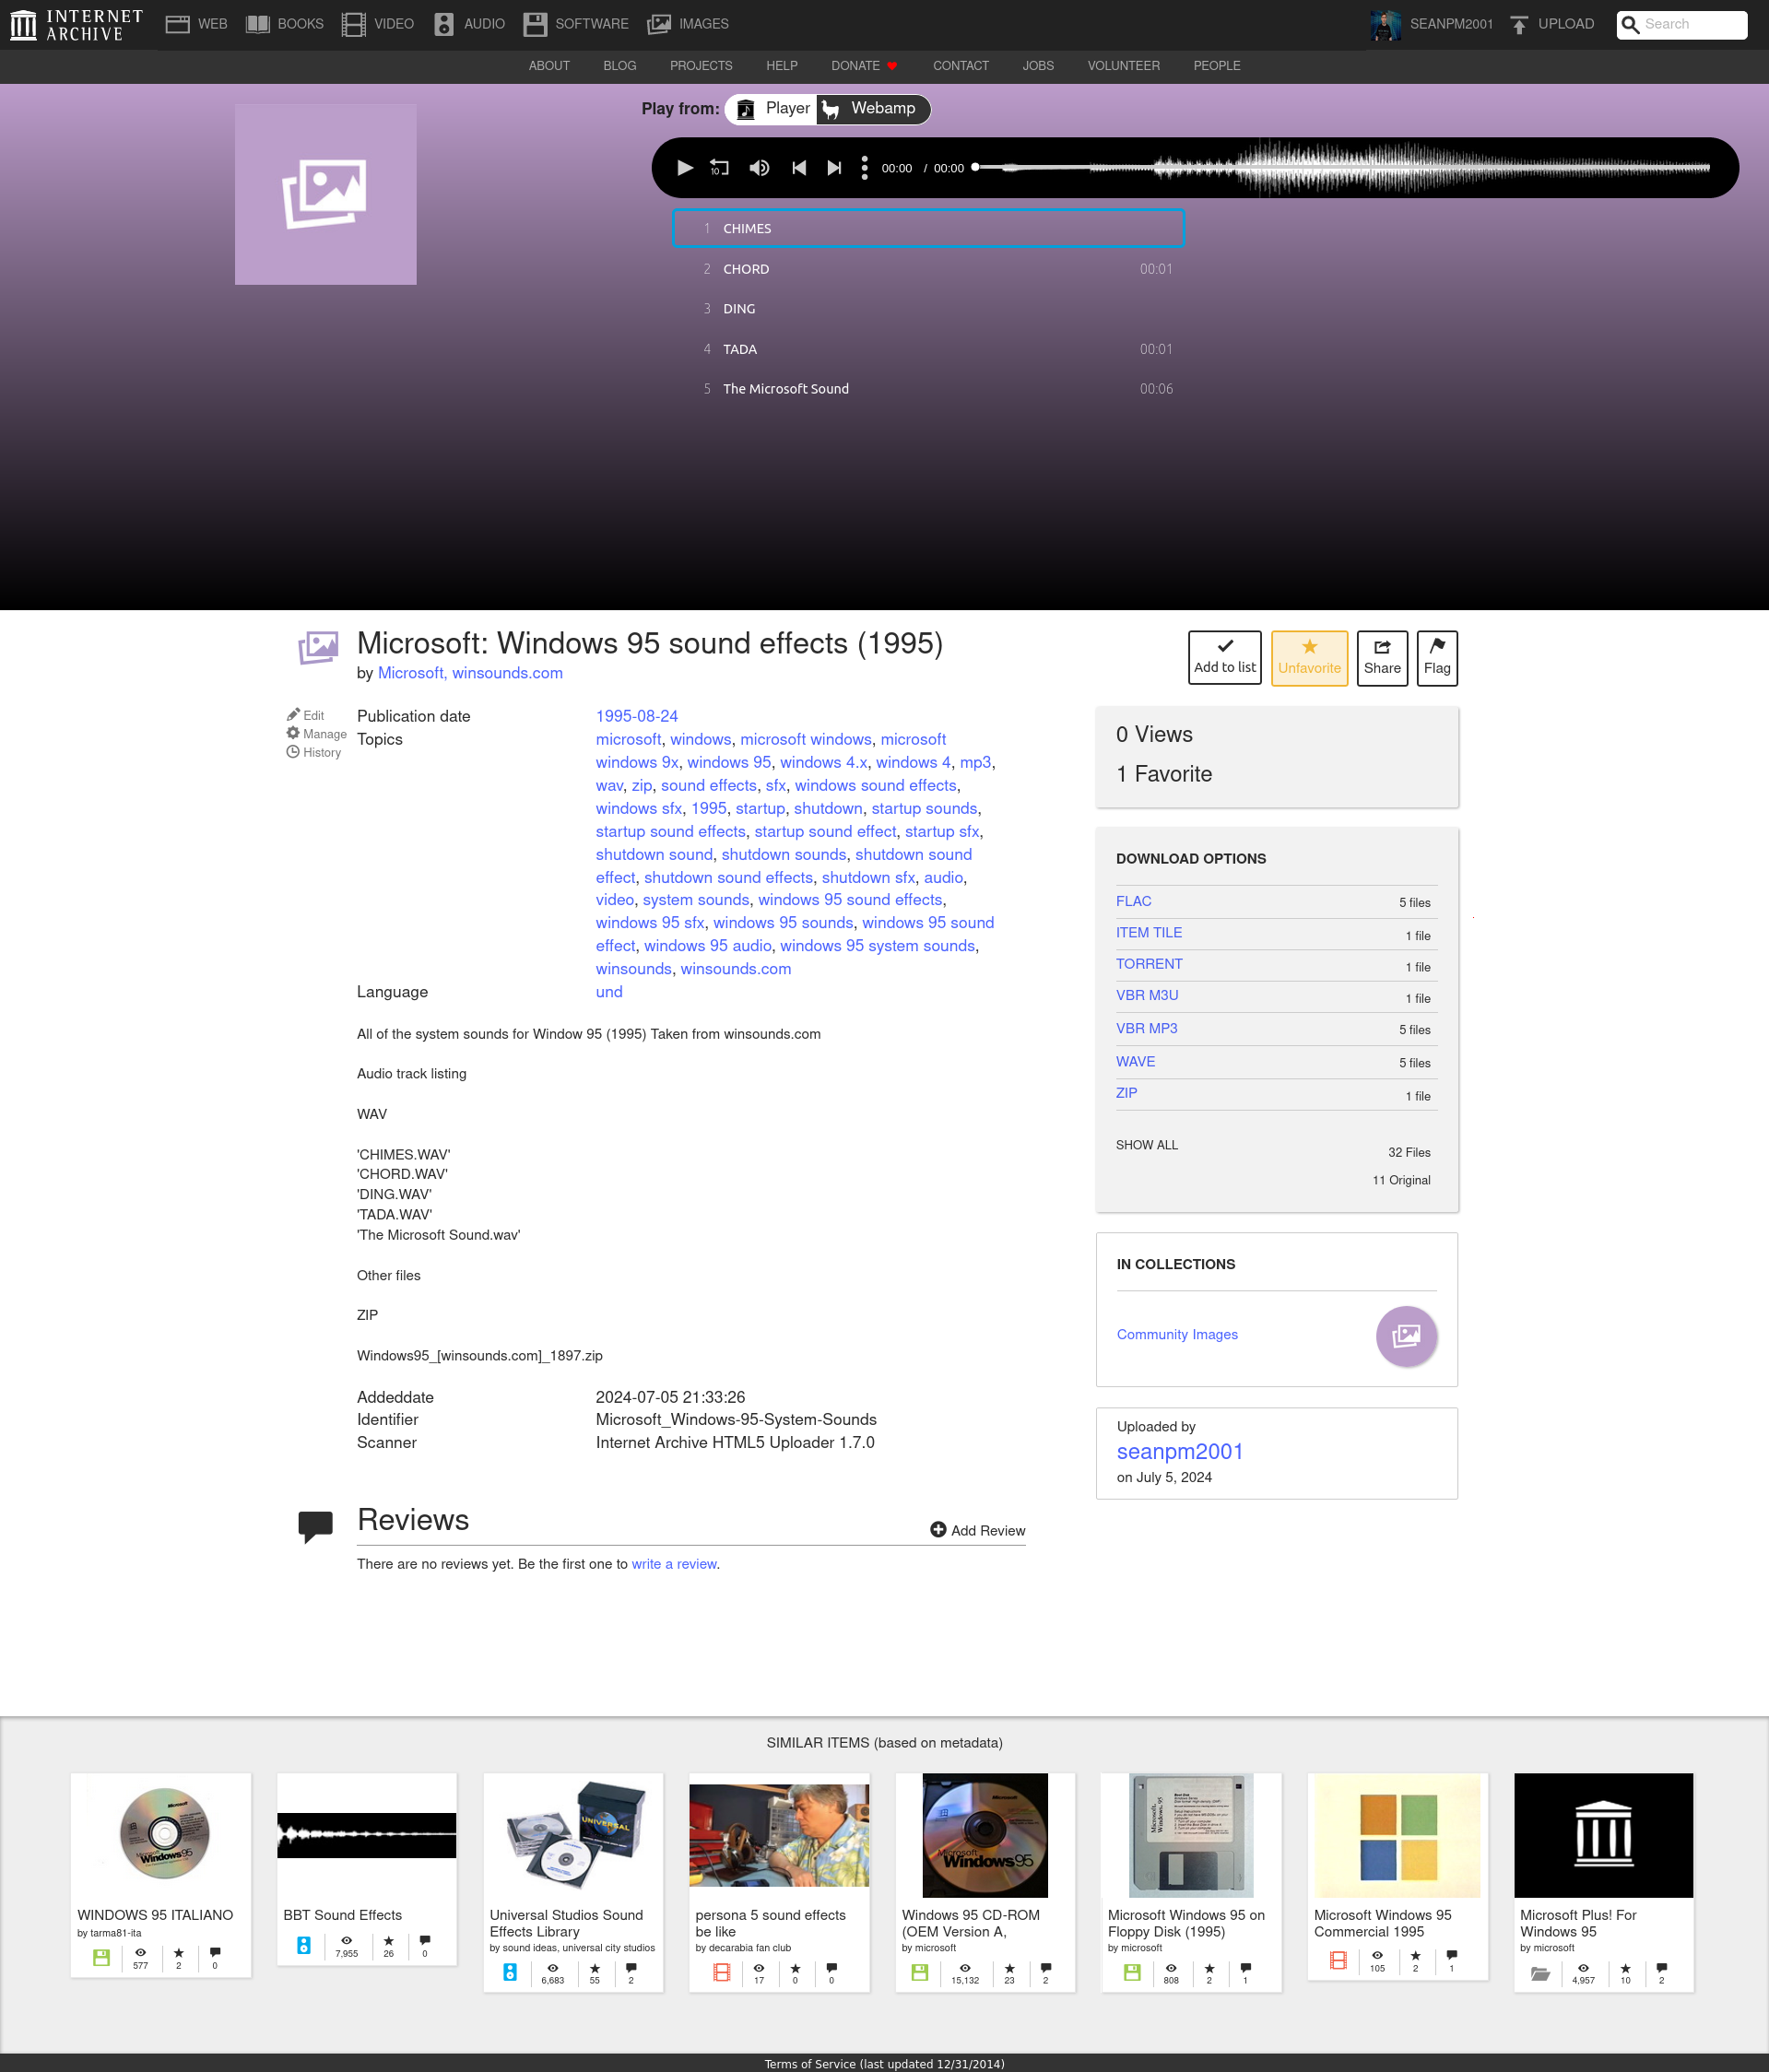 INTERNET
ARCHIVE
WEB BOOKS VIDEO AUDIO SOFTWARE IMAGES SEANPM2001 UPLOAD Search
ABOUT BLOG PROJECTS HELP DONATE CONTACT JOBS VOLUNTEER PEOPLE
Play from: Player Webamp
10 00:00 / 00:00
1 CHIMES
2 CHORD 00:01
3 DING
4 TADA 00:01
5 The Microsoft Sound 00:06
Microsoft: Windows 95 sound effects (1995)
by Microsoft, winsounds.com
Add to list Unfavorite Share Flag
Edit
Manage
History
Publication date 1995-08-24
Topics microsoft, windows, microsoft windows, microsoft
windows 9x, windows 95, windows 4.x, windows 4, mp3,
wav, zip, sound effects, sfx, windows sound effects,
windows sfx, 1995, startup, shutdown, startup sounds,
startup sound effects, startup sound effect, startup sfx,
shutdown sound, shutdown sounds, shutdown sound
effect, shutdown sound effects, shutdown sfx, audio,
video, system sounds, windows 95 sound effects,
windows 95 sfx, windows 95 sounds, windows 95 sound
effect, windows 95 audio, windows 95 system sounds,
winsounds, winsounds.com
Language und
All of the system sounds for Window 95 (1995) Taken from winsounds.com
Audio track listing
WAV
'CHIMES.WAV'
'CHORD.WAV'
'DING.WAV'
'TADA.WAV'
'The Microsoft Sound.wav'
Other files
ZIP
Windows95_[winsounds.com]_1897.zip
Addeddate 2024-07-05 21:33:26
Identifier Microsoft_Windows-95-System-Sounds
Scanner Internet Archive HTML5 Uploader 1.7.0
Reviews
Add Review
There are no reviews yet. Be the first one to write a review.
0 Views
1 Favorite
DOWNLOAD OPTIONS
FLAC 5 files
ITEM TILE 1 file
TORRENT 1 file
VBR M3U 1 file
VBR MP3 5 files
WAVE 5 files
ZIP 1 file
SHOW ALL 32 Files
11 Original
IN COLLECTIONS
Community Images
Uploaded by
seanpm2001
on July 5, 2024
SIMILAR ITEMS (based on metadata)
Microsoft
Windows95
WINDOWS 95 ITALIANO
by tarma81-ita
577 2 0
BBT Sound Effects
7,955 26 0
UNIVERSAL
Universal Studios Sound
Effects Library
by sound ideas, universal city studios
6,683 55 2
persona 5 sound effects
be like
by decarabia fan club
17 0 0
Microsoft
Windows95
Windows 95 CD-ROM
(OEM Version A,
by microsoft
15,132 23 2
Microsoft Windows 95 on
Floppy Disk (1995)
by microsoft
808 2 1
Microsoft Windows 95
Commercial 1995
105 2 1
Microsoft Plus! For
Windows 95
by microsoft
4,957 10 2
Terms of Service (last updated 12/31/2014)